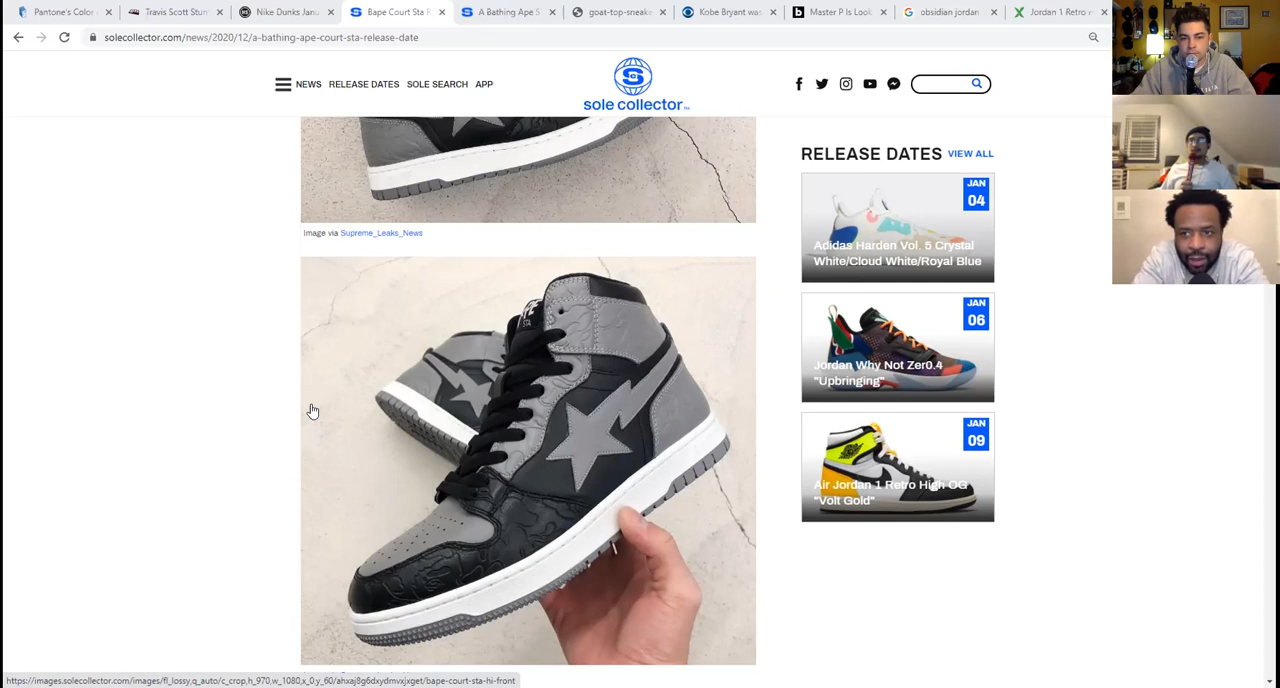 Pantone's Color
Travis Scott Stun
Nike Dunks Janu
Bape Court Sta
A Bathing Ape S
goat-top-sneake
Kobe Bryant was
Master P Is Look
obsidian jordan
Jordan 1 Retro
solecollector.com/news/2020/12/a-bathing-ape-court-sta-release-date
NEWS RELEASE DATES SOLE SEARCH APP
sole collector
RELEASE DATES VIEW ALL
JAN
04
Adidas Harden Vol. 5 Crystal
White/Cloud White/Royal Blue
Image via Supreme_Leaks_News
STA
JAN
06
Jordan Why Not Zer0.4
"Upbringing"
JAN
09
Air Jordan 1 Retro High OG
"Volt Gold"
https://images.solecollector.com/images/fl_lossy,q_auto/c_crop,h_970,w_1080,x_0,y_60/ahxaj8g6dxydmvxjxget/bape-court-sta-hi-front